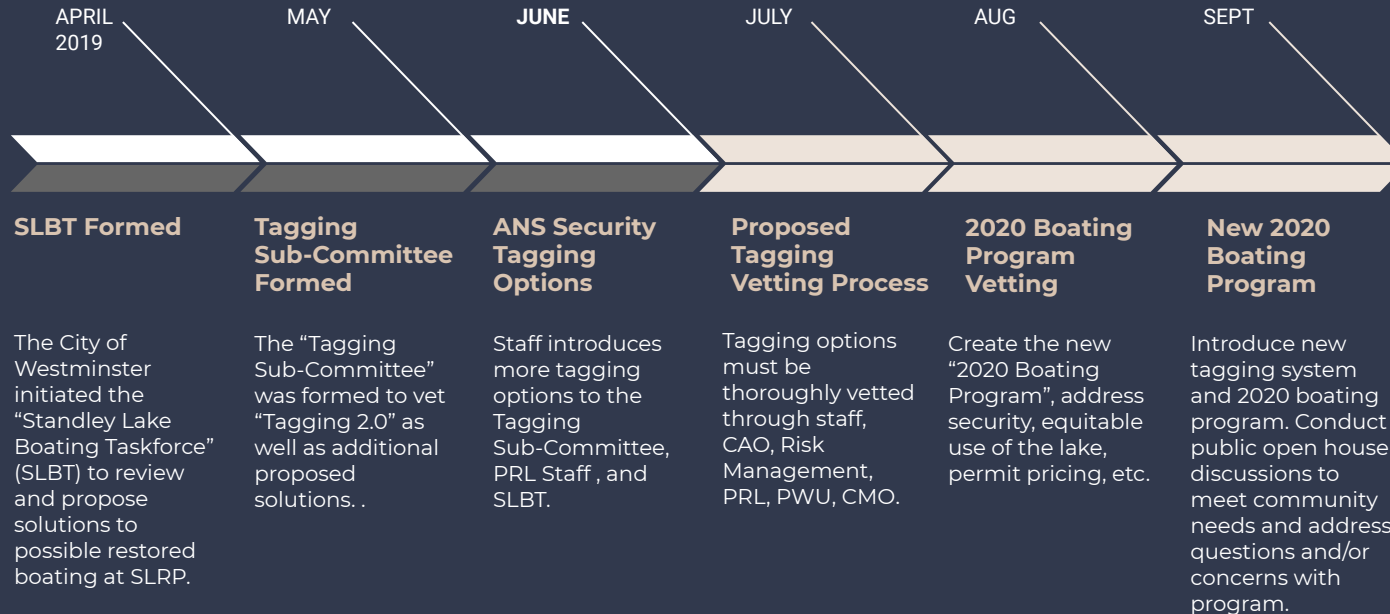 APRIL
2019
MAY
JUNE
JULY
AUG
SEPT
SLBT Formed
The City of
Westminster
initiated the
“Standley Lake
Boating Taskforce”
(SLBT) to review
and propose
solutions to
possible restored
boating at SLRP.
Tagging
Sub-Committee
Formed
The “Tagging
Sub-Committee”
was formed to vet
“Tagging 2.0” as
well as additional
proposed
solutions. .
ANS Security
Tagging
Options
Staff introduces
more tagging
options to the
Tagging
Sub-Committee,
PRL Staff , and
SLBT.
Proposed
Tagging
Vetting Process
Tagging options
must be
thoroughly vetted
through staff,
CAO, Risk
Management,
PRL, PWU, CMO.
2020 Boating
Program
Vetting
Create the new
“2020 Boating
Program”, address
security, equitable
use of the lake,
permit pricing, etc.
New 2020
Boating
Program
Introduce new
tagging system
and 2020 boating
program. Conduct
public open house
discussions to
meet community
needs and address
questions and/or
concerns with
program.